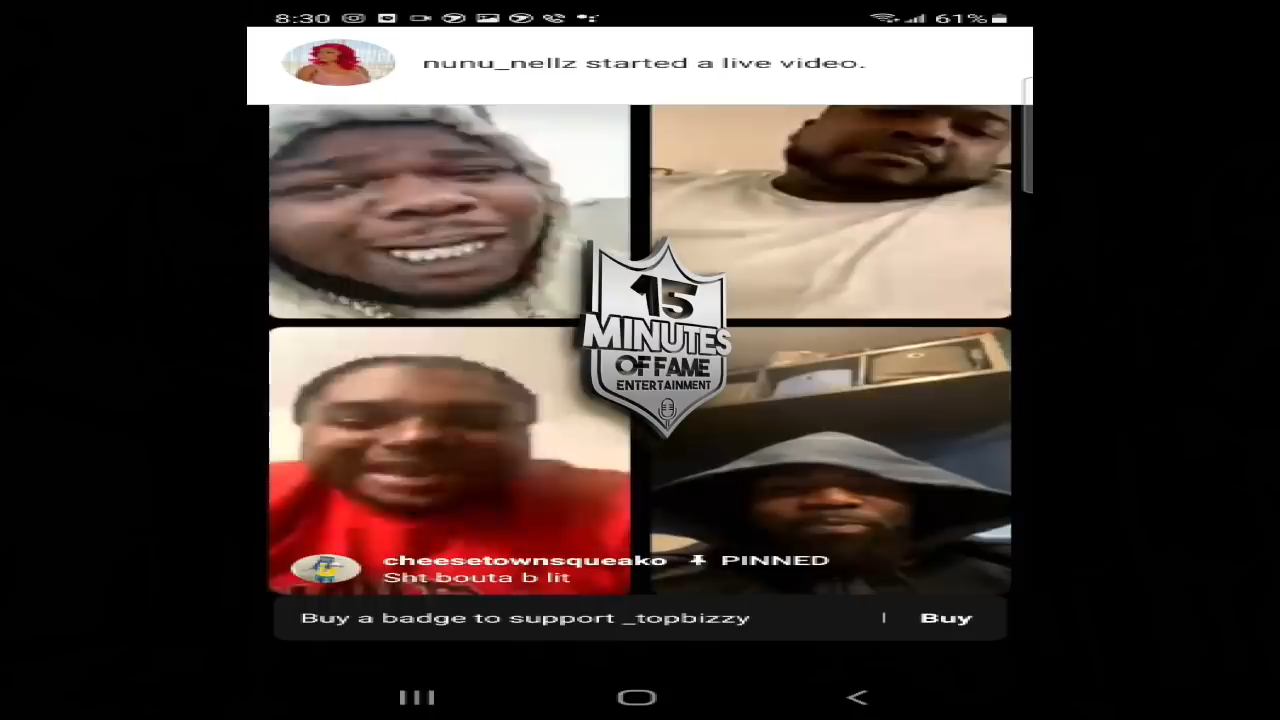 8:30
61%
nunu_nellz started a live video.
15
MINUTES
OF FAME
ENTERTAINMENT
cheesetownsqueako PINNED
Sht bouta b lit
Buy a badge to support _topbizzy | Buy